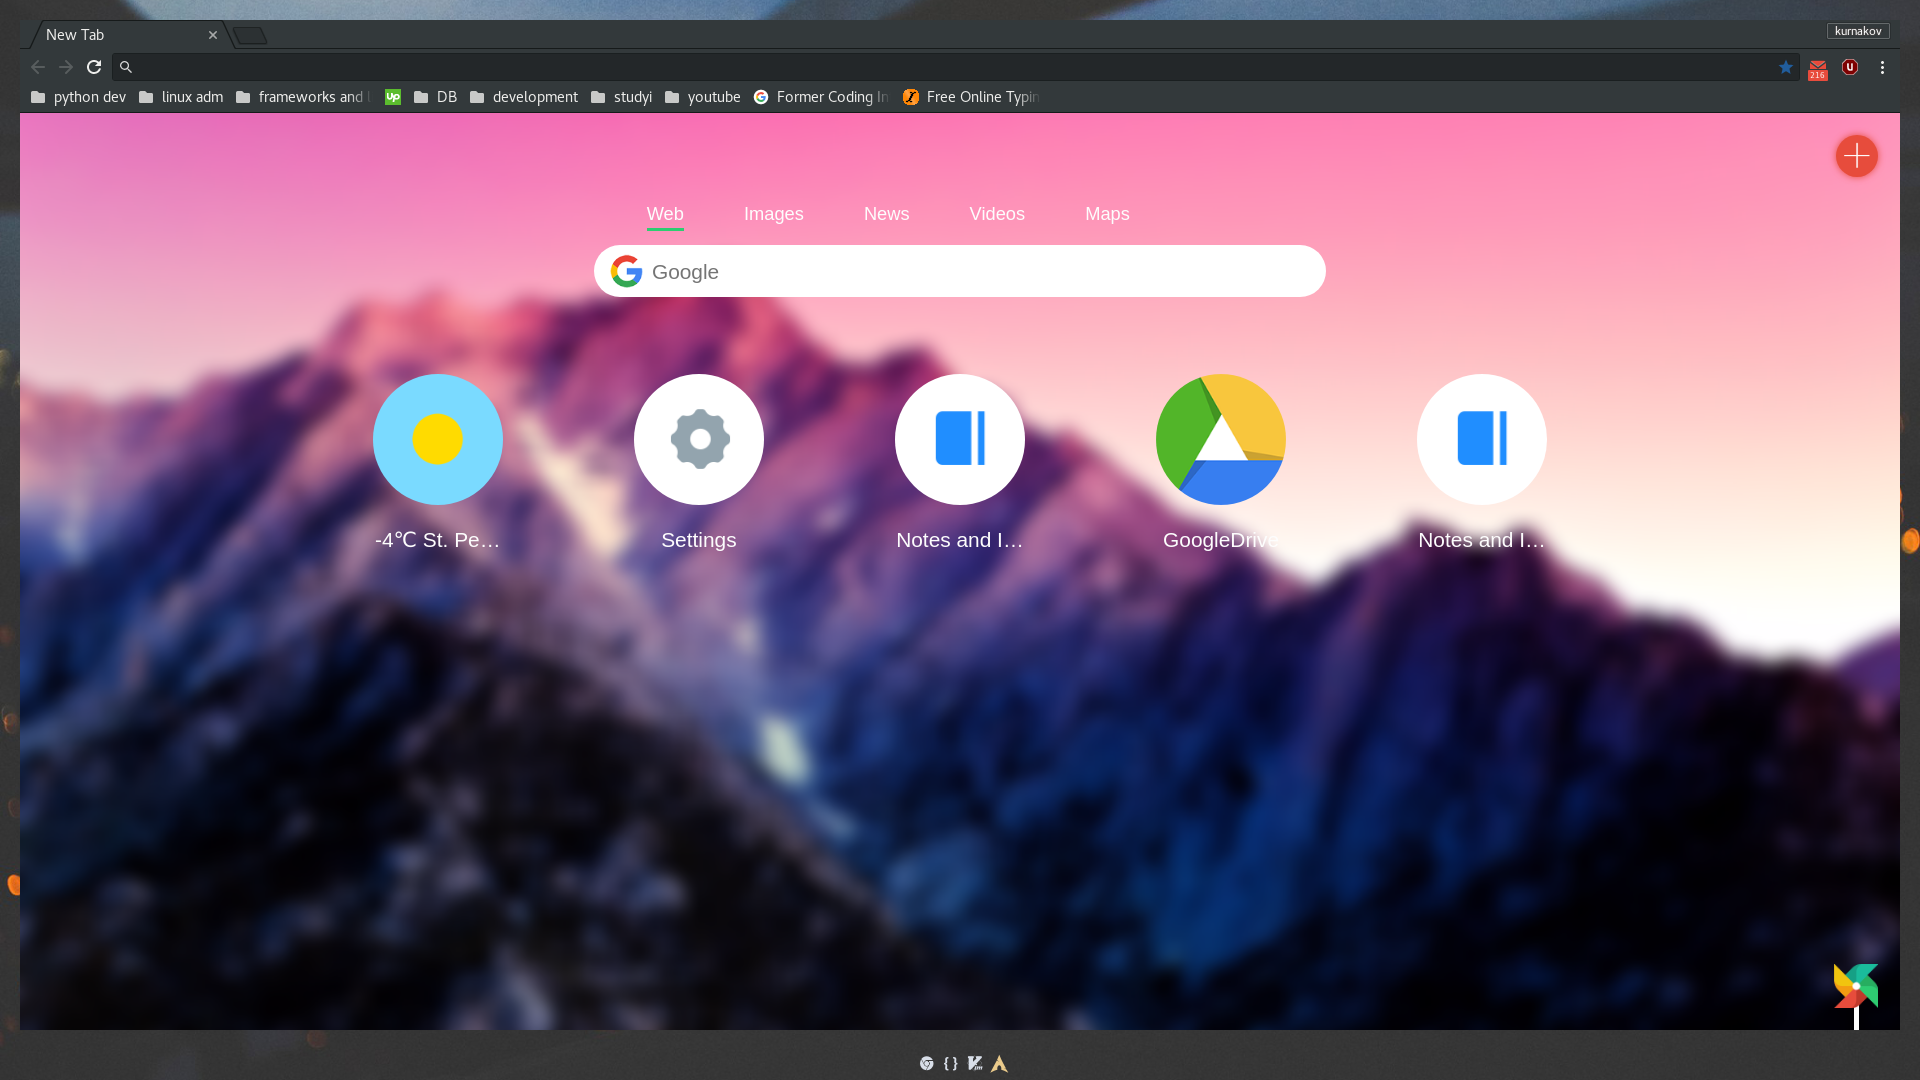 New Tab
kurnakov
216
python dev linux adm frameworks and DB development studyi youtube Former Coding In Free Online Typin
Web Images News Videos Maps
Google
-4℃ St. Pe… Settings Notes and I… GoogleDrive Notes and I…